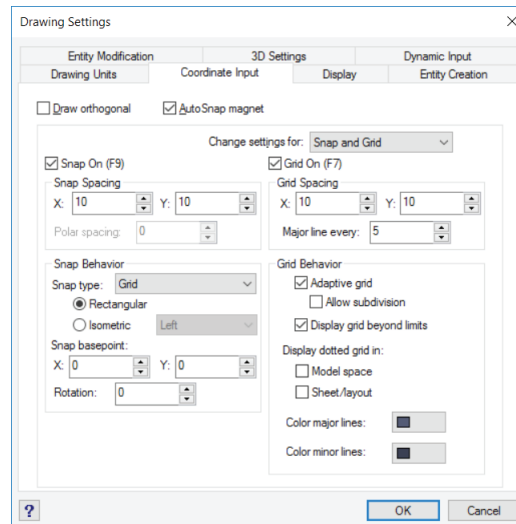 Drawing Settings
Entity Modification 3D Settings Dynamic Input
Drawing Units Coordinate Input Display Entity Creation
Draw orthogonal AutoSnap magnet
Change settings for: Snap and Grid
Snap On (F9) Grid On (F7)
Snap Spacing Grid Spacing
X: 10 Y: 10 X: 10 Y: 10
Polar spacing: 0 Major line every: 5
Snap Behavior Grid Behavior
Snap type: Grid Adaptive grid
Rectangular Allow subdivision
Isometric Left Display grid beyond limits
Snap basepoint: Display dotted grid in:
X: 0 Y: 0 Model space
Rotation: 0 Sheet/layout
Color major lines:
Color minor lines:
? OK Cancel